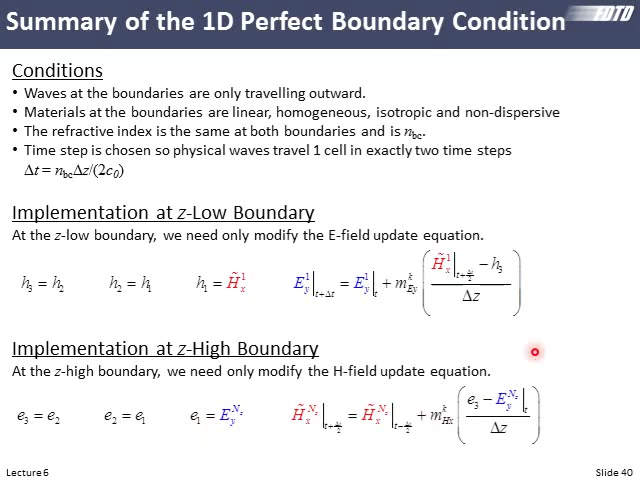 Summary of the 1D Perfect Boundary Condition
FDTD
Conditions
• Waves at the boundaries are only travelling outward.
• Materials at the boundaries are linear, homogeneous, isotropic and non-dispersive
• The refractive index is the same at both boundaries and is n_bc.
• Time step is chosen so physical waves travel 1 cell in exactly two time steps
Δt = n_bcΔz/(2c_0)
Implementation at z-Low Boundary
At the z-low boundary, we need only modify the E-field update equation.
h_3 = h_2 h_2 = h_1 h_1 = H̃_x^1 E_y^1|_{t+Δt} = E_y^1|_t + m_{Ey}^k ( (H̃_x^1|_{t+Δt/2} − h_3) / Δz )
Implementation at z-High Boundary
At the z-high boundary, we need only modify the H-field update equation.
e_3 = e_2 e_2 = e_1 e_1 = E_y^{N_z} H̃_x^{N_z}|_{t+Δt/2} = H̃_x^{N_z}|_{t−Δt/2} + m_{Hx}^k ( (e_3 − E_y^{N_z}|_t) / Δz )
Lecture 6 Slide 40